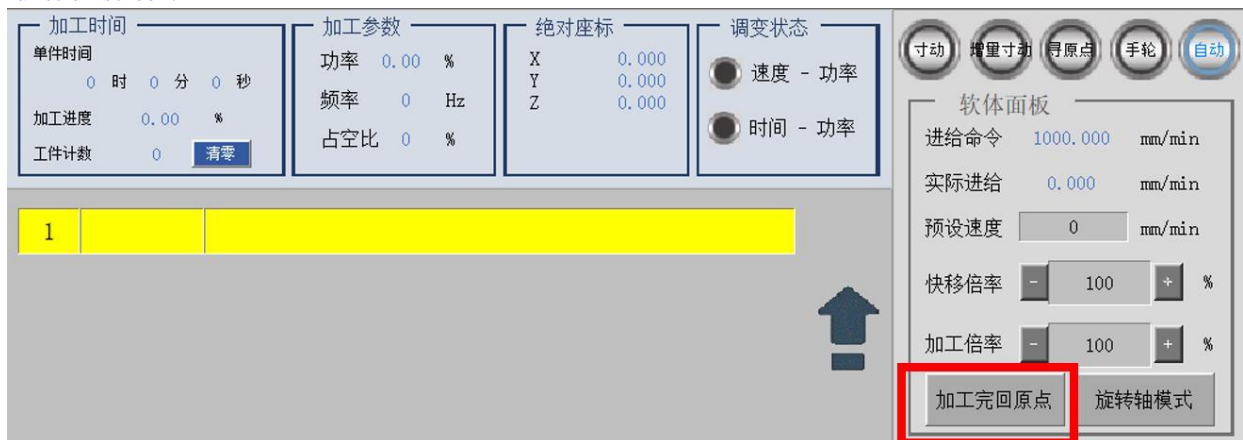 加工时间
单件时间
0 时 0 分 0 秒
加工进度 0.00 %
工件计数 0 清零
加工参数
功率 0.00 %
频率 0 Hz
占空比 0 %
绝对座标
X 0.000
Y 0.000
Z 0.000
调变状态
速度 - 功率
时间 - 功率
寸动 增量寸动 寻原点 手轮 自动
软体面板
进给命令 1000.000 mm/min
实际进给 0.000 mm/min
预设速度 0 mm/min
快移倍率 - 100 + %
加工倍率 - 100 + %
加工完回原点 旋转轴模式
1